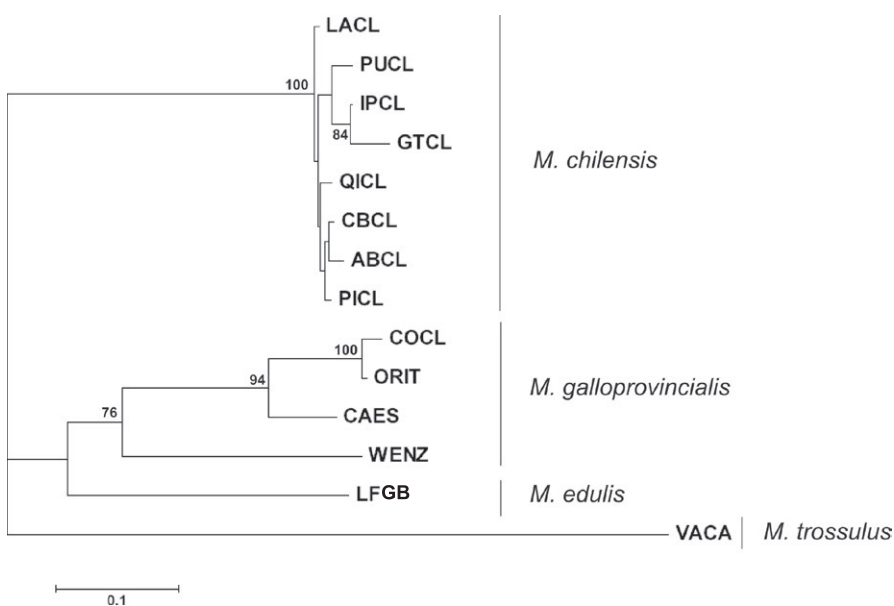 LACL
PUCL
100
IPCL
84
GTCL
M. chilensis
QICL
CBCL
ABCL
PICL
COCL
100
ORIT
94
M. galloprovincialis
CAES
76
WENZ
LFGB
M. edulis
VACA
M. trossulus
0.1